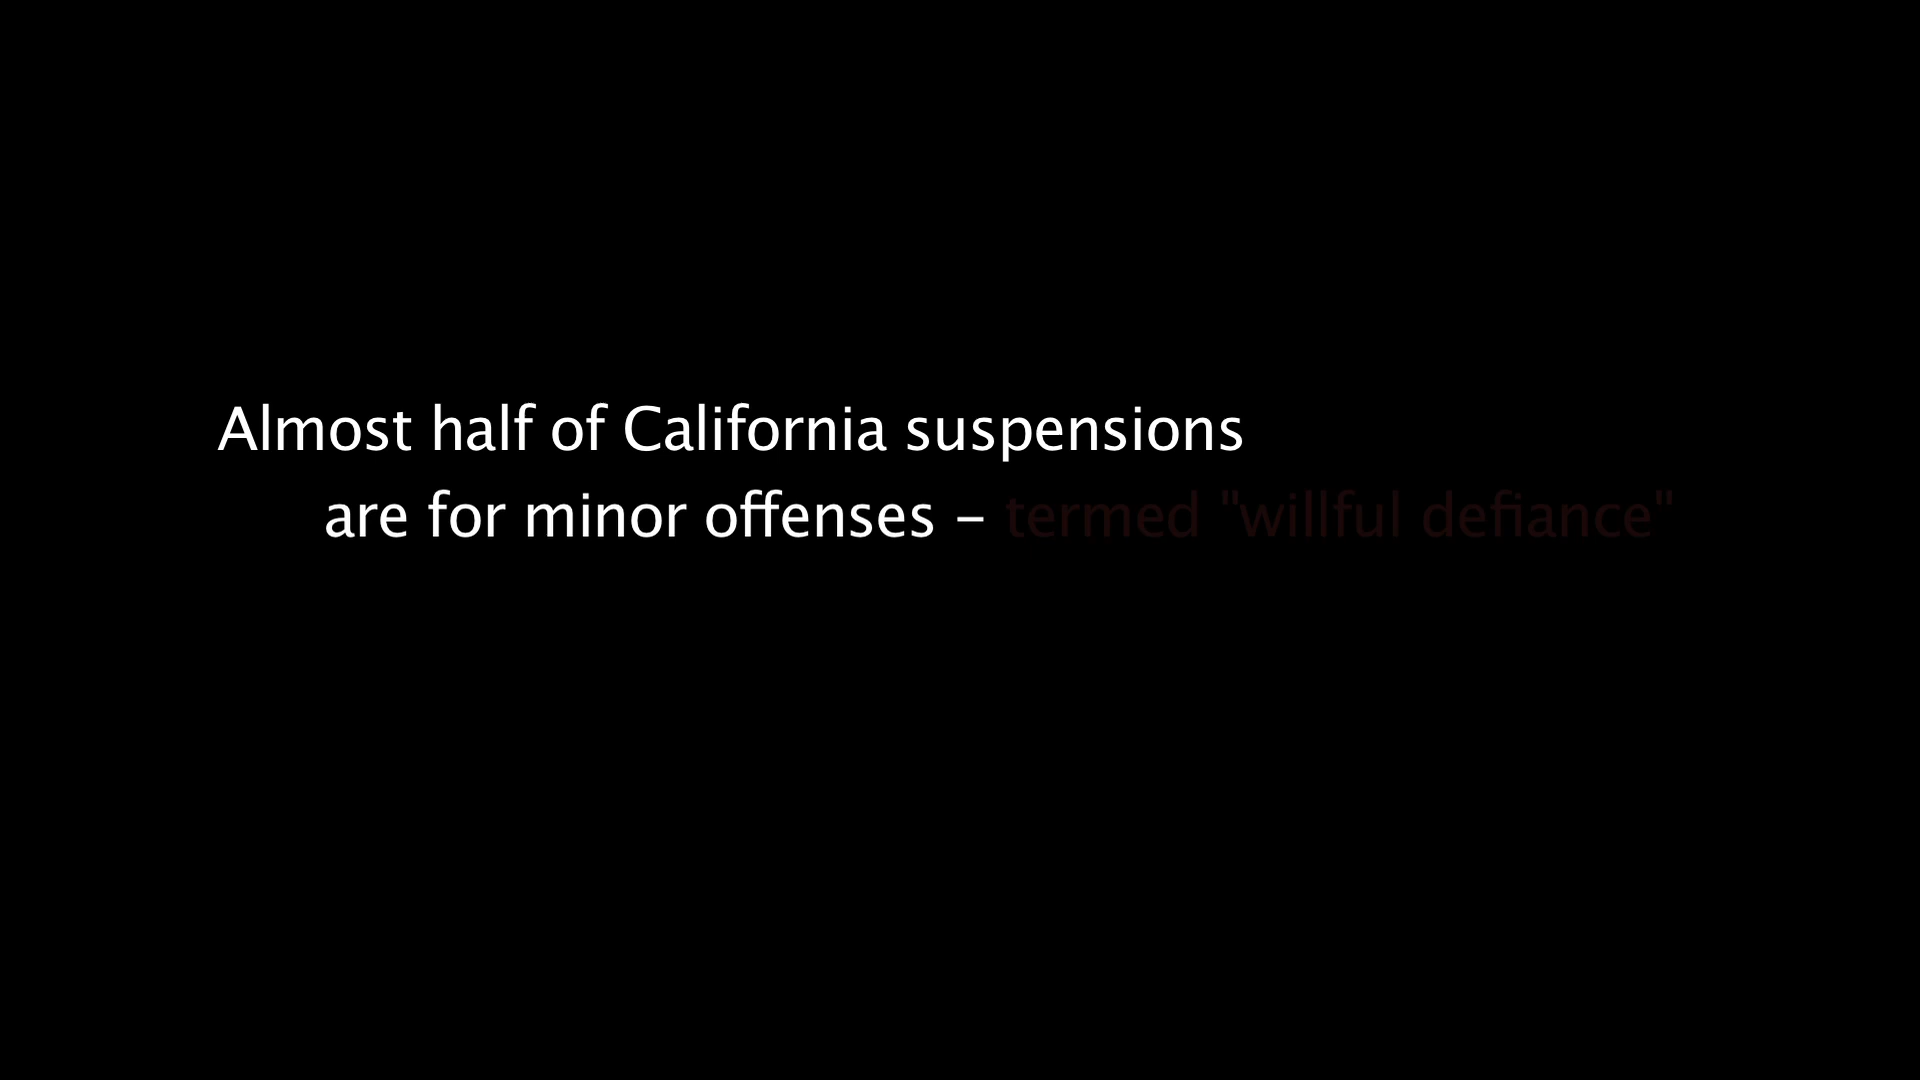 Almost half of California suspensions
are for minor offenses – termed "willful defiance"